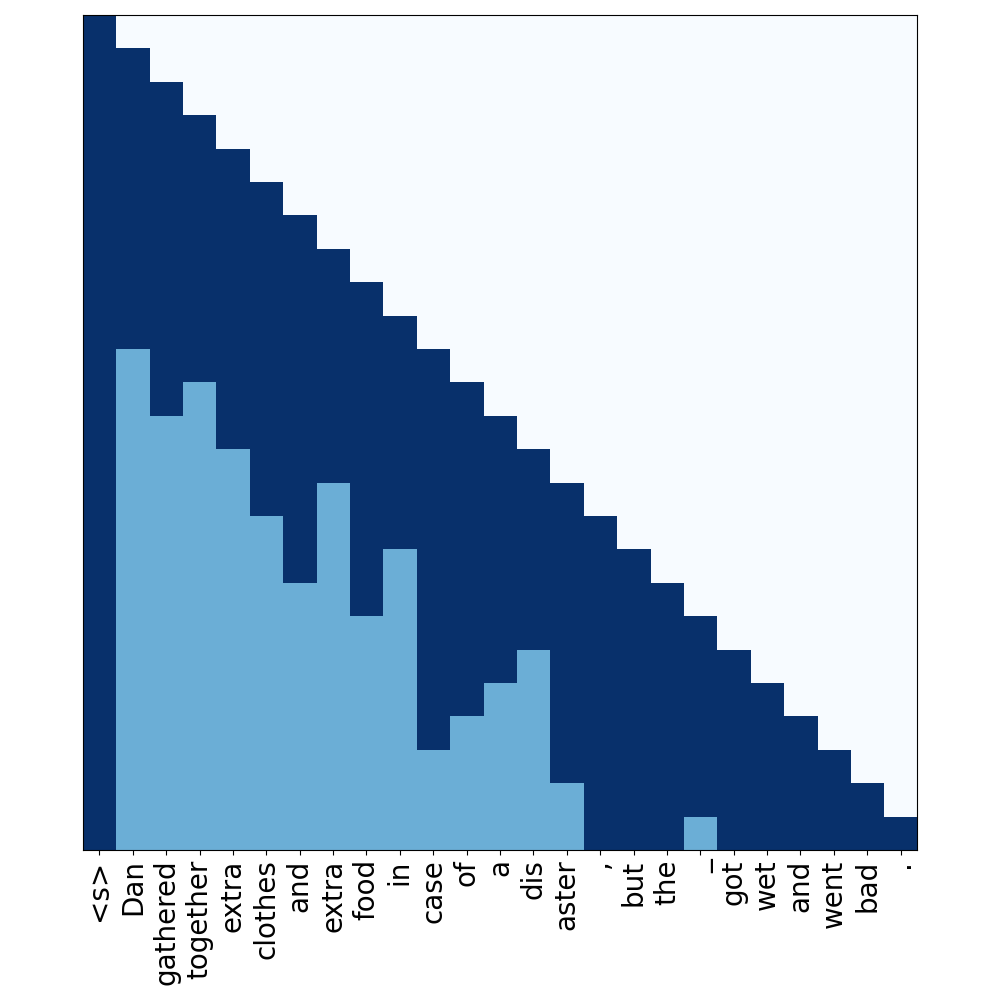 <s> Dan gathered together extra clothes and extra food in case of a dis aster , but the _ got wet and went bad .